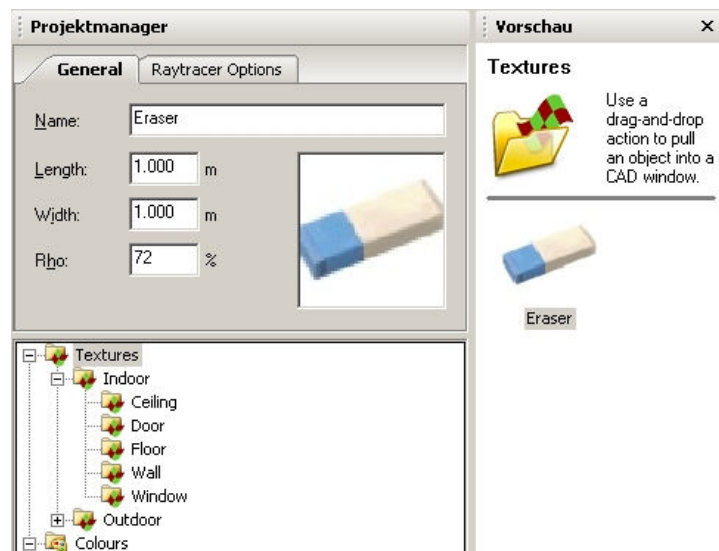 Projektmanager
General
Raytracer Options
Name:
Eraser
Length:
1.000
m
Width:
1.000
m
Rho:
72
%
Textures
Indoor
Ceiling
Door
Floor
Wall
Window
Outdoor
Colours
Vorschau
Textures
Use a
drag-and-drop
action to pull
an object into a
CAD window.
Eraser